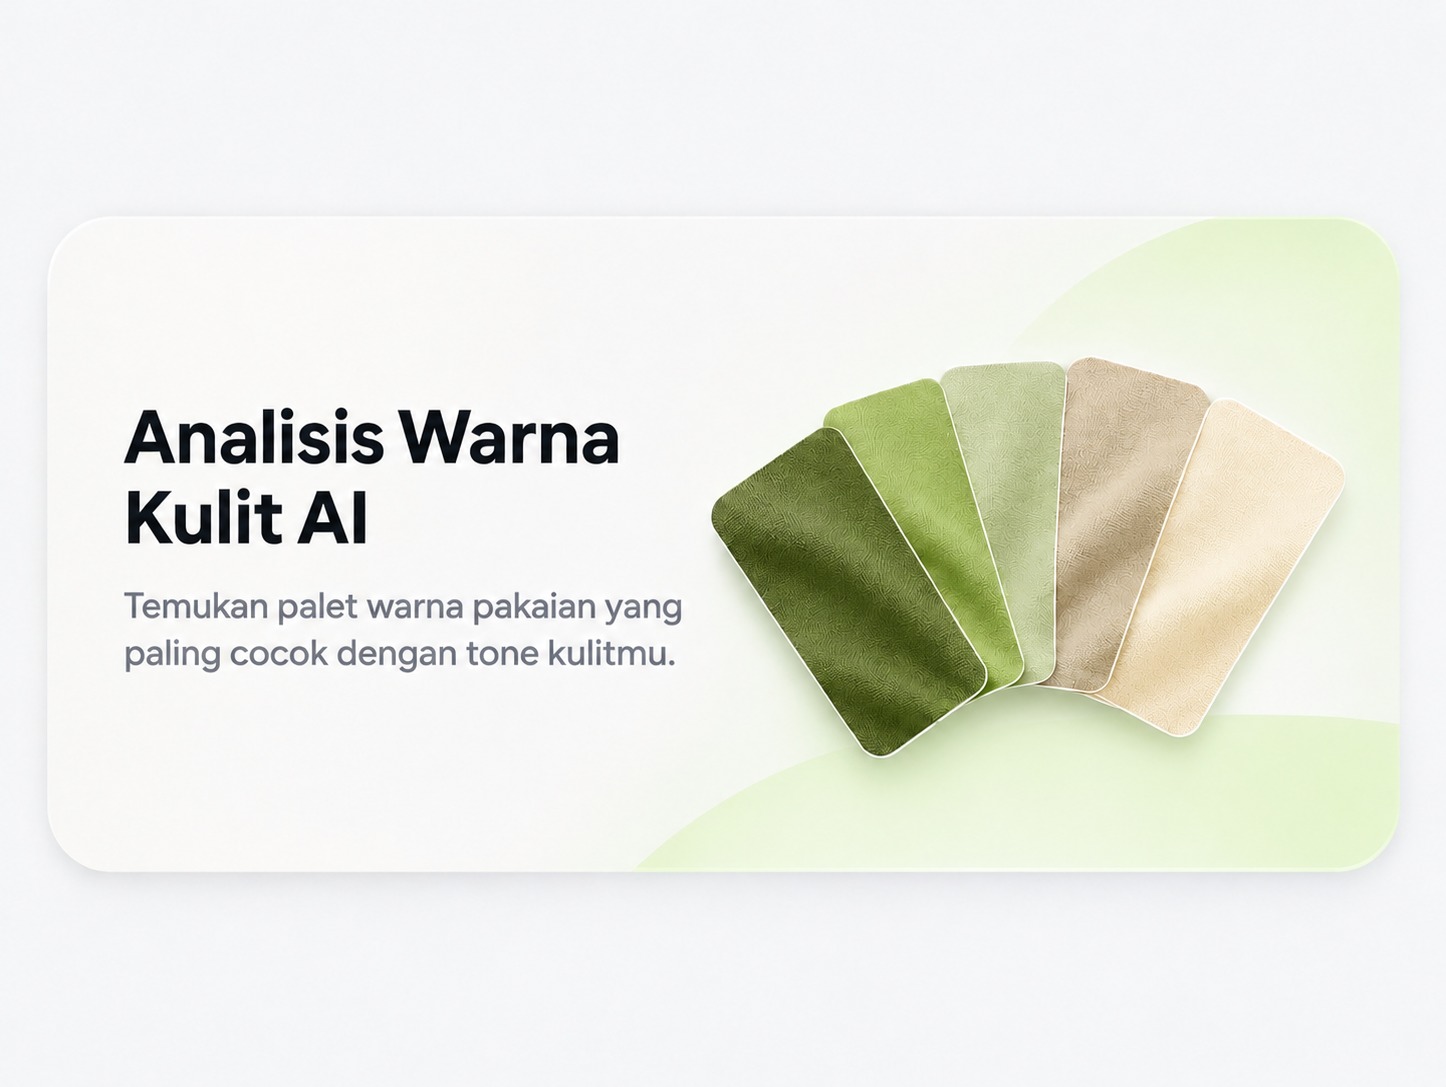 Analisis Warna
Kulit AI
Temukan palet warna pakaian yang
paling cocok dengan tone kulitmu.